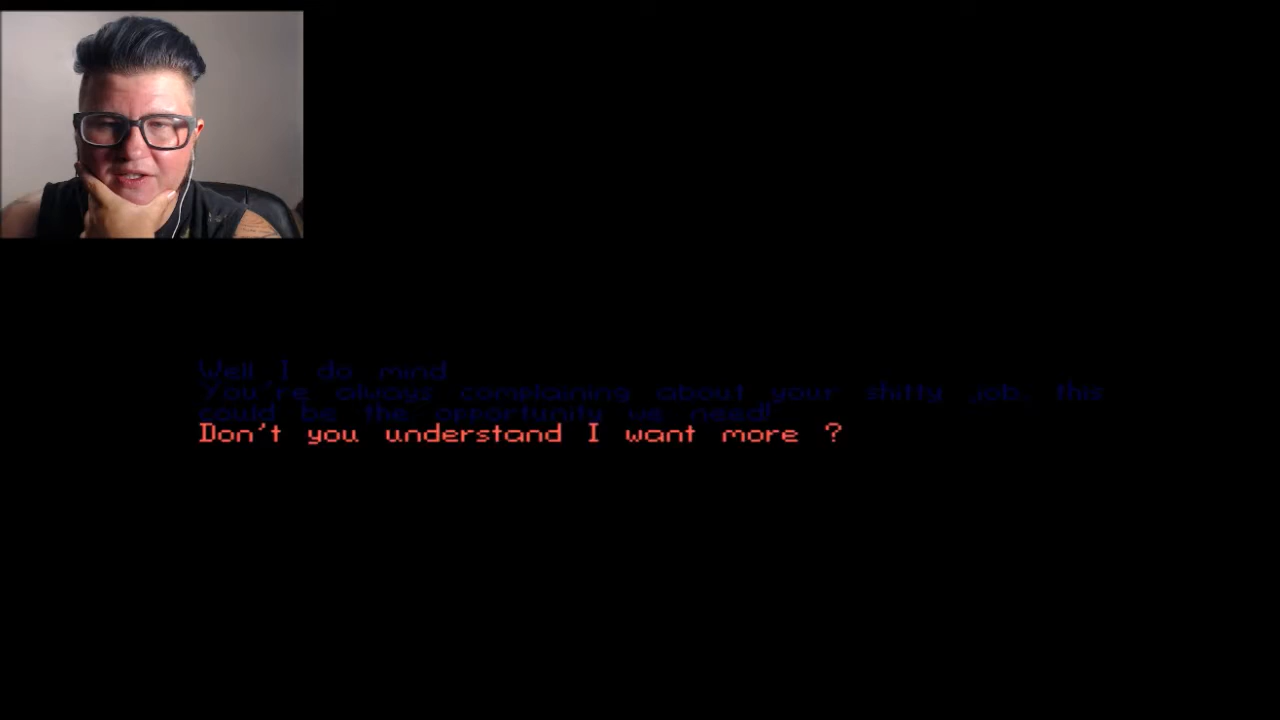 Well I do mind
You're always complaining about your shitty job, this
could be the opportunity we need!
Don't you understand I want more ?